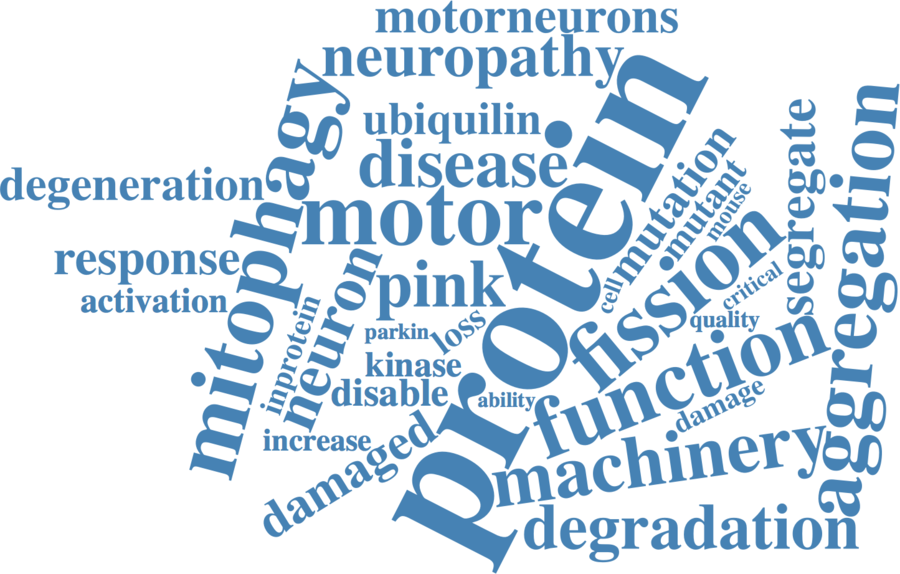 motorneurons
neuropathy
mitophagy
protein
ubiquilin
disease
degeneration
motor
mutation
mutant
mouse
segregate
aggregation
response
activation
pink
neuron
inprotein
parkin
loss
cell
fission
critical
quality
kinase
disable
ability
function
damage
increase
damaged
machinery
degradation